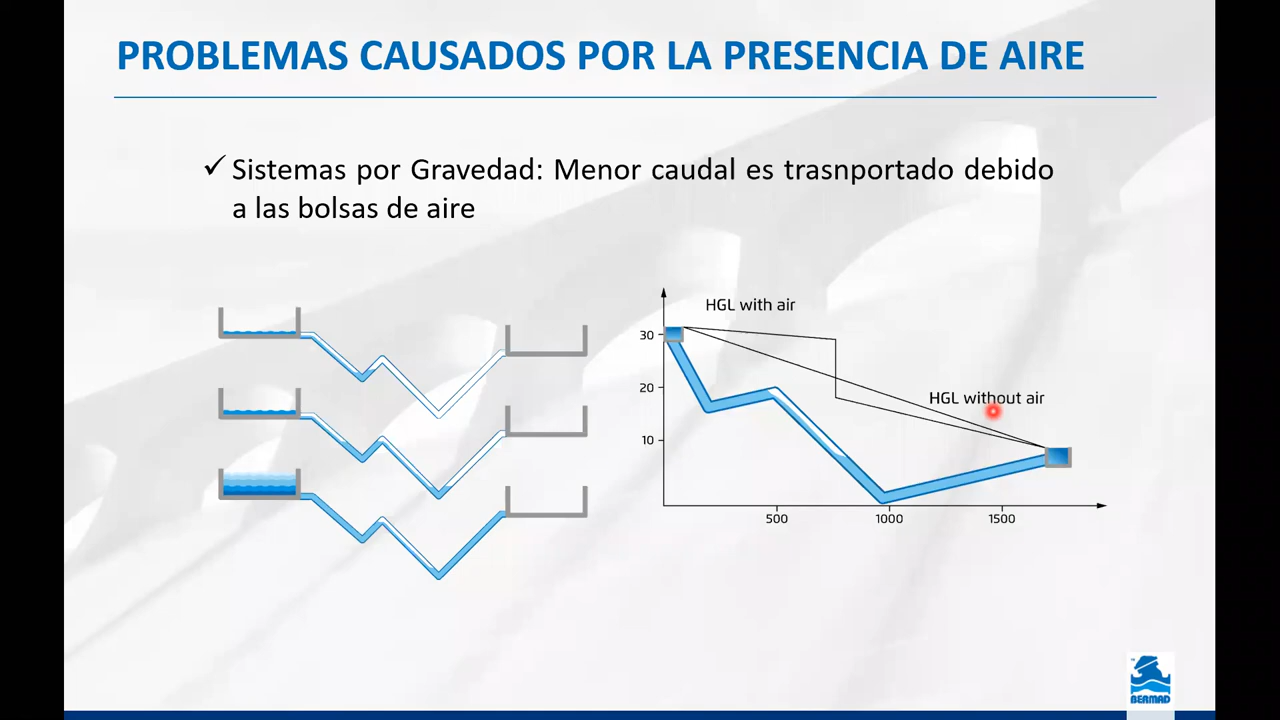 PROBLEMAS CAUSADOS POR LA PRESENCIA DE AIRE
✓ Sistemas por Gravedad: Menor caudal es trasnportado debido
a las bolsas de aire
HGL with air
30
20
HGL without air
10
500 1000 1500
BERMAD